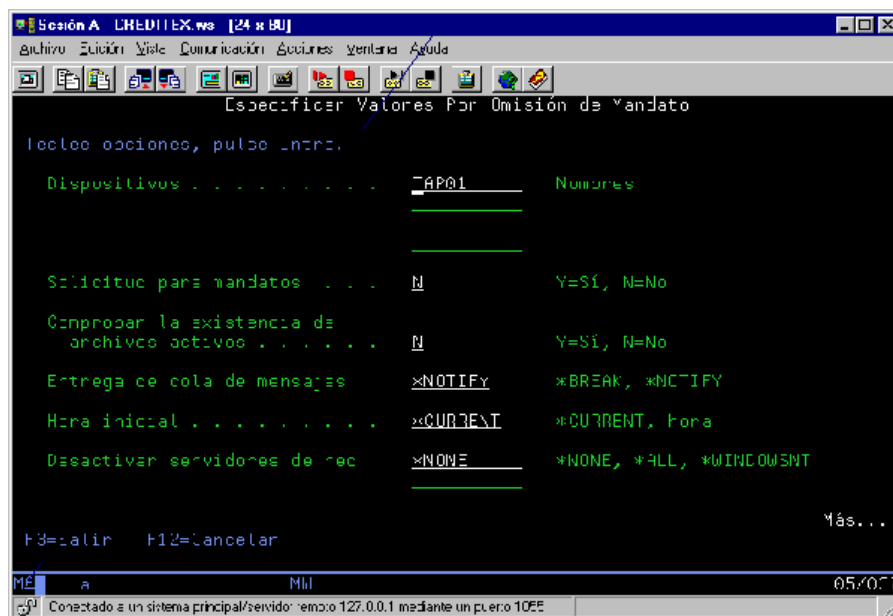 Sesión A CREDITEX.ws [24 x 80]
Archivo Edición Vista Comunicación Acciones Ventana Ayuda
Especificar Valores Por Omisión de Mandato
Teclee opciones, pulse Intro.
Dispositivos . . . . . . . . . TAP01 Nombres
Solicitud para mandatos . . . N Y=Sí, N=No
Comprobar la existencia de
archivos activos . . . . . . N Y=Sí, N=No
Entrega de cola de mensajes *NOTIFY *BREAK, *NOTIFY
Hora inicial . . . . . . . . . *CURRENT *CURRENT, hora
Desactivar servidores de red *NONE *NONE, *ALL, *WINDOWSNT
Más...
F3=Salir F12=Cancelar
a MW 05/0
Conectado a un sistema principal/servidor remoto 127.0.0.1 mediante un puerto 1055